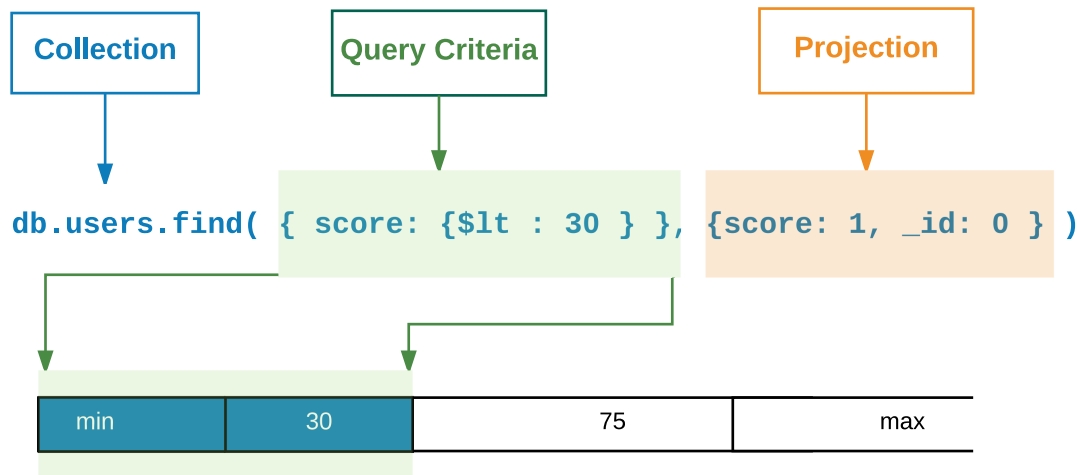 Collection
Query Criteria
Projection
db.users.find( { score: {$lt : 30 } }, {score: 1, _id: 0 } )
min 30 75 max